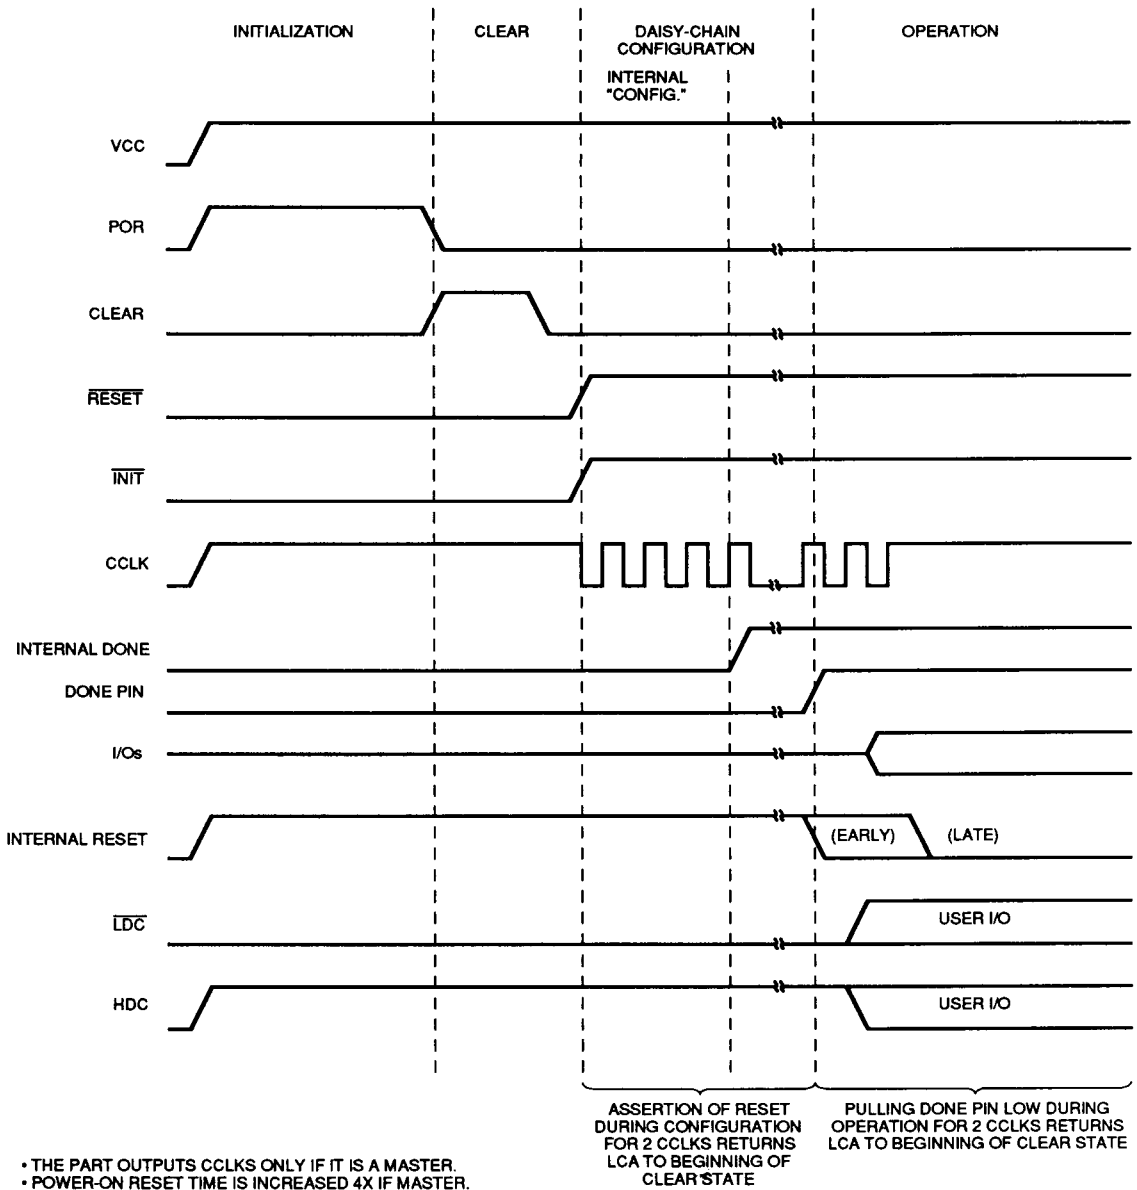 INITIALIZATION
CLEAR
DAISY-CHAIN
CONFIGURATION
OPERATION
INTERNAL
"CONFIG."
VCC
POR
CLEAR
RESET
INIT
CCLK
INTERNAL DONE
DONE PIN
I/Os
INTERNAL RESET
(EARLY)
(LATE)
LDC
USER I/O
HDC
USER I/O
ASSERTION OF RESET
DURING CONFIGURATION
FOR 2 CCLKS RETURNS
LCA TO BEGINNING OF
CLEAR STATE
PULLING DONE PIN LOW DURING
OPERATION FOR 2 CCLKS RETURNS
LCA TO BEGINNING OF CLEAR STATE
• THE PART OUTPUTS CCLKS ONLY IF IT IS A MASTER.
• POWER-ON RESET TIME IS INCREASED 4X IF MASTER.